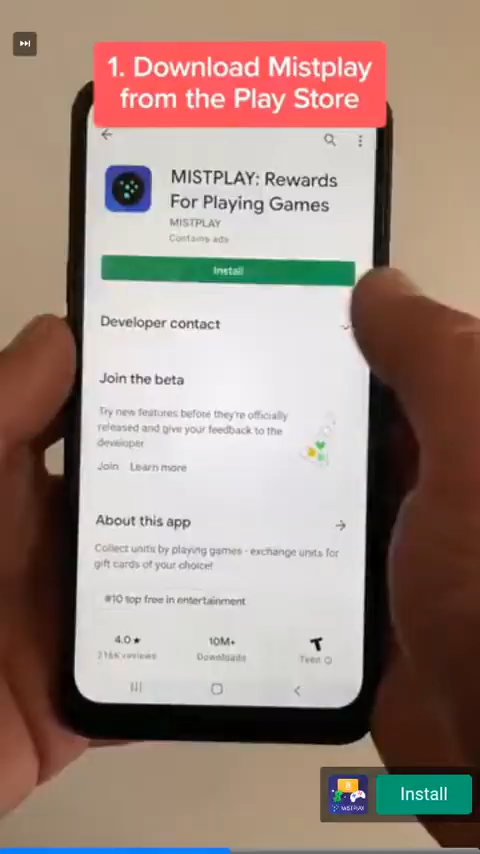 1. Download Mistplay
from the Play Store
MISTPLAY: Rewards
For Playing Games
MISTPLAY
Contains ads
Install
Developer contact
Join the beta
Try new features before they're officially
released and give your feedback to the
developer
Join Learn more
About this app
Collect units by playing games - exchange units for
gift cards of your choice!
#10 top free in entertainment
4.0★ 10M+
216K reviews Downloads Teen
MISTPLAY
Install